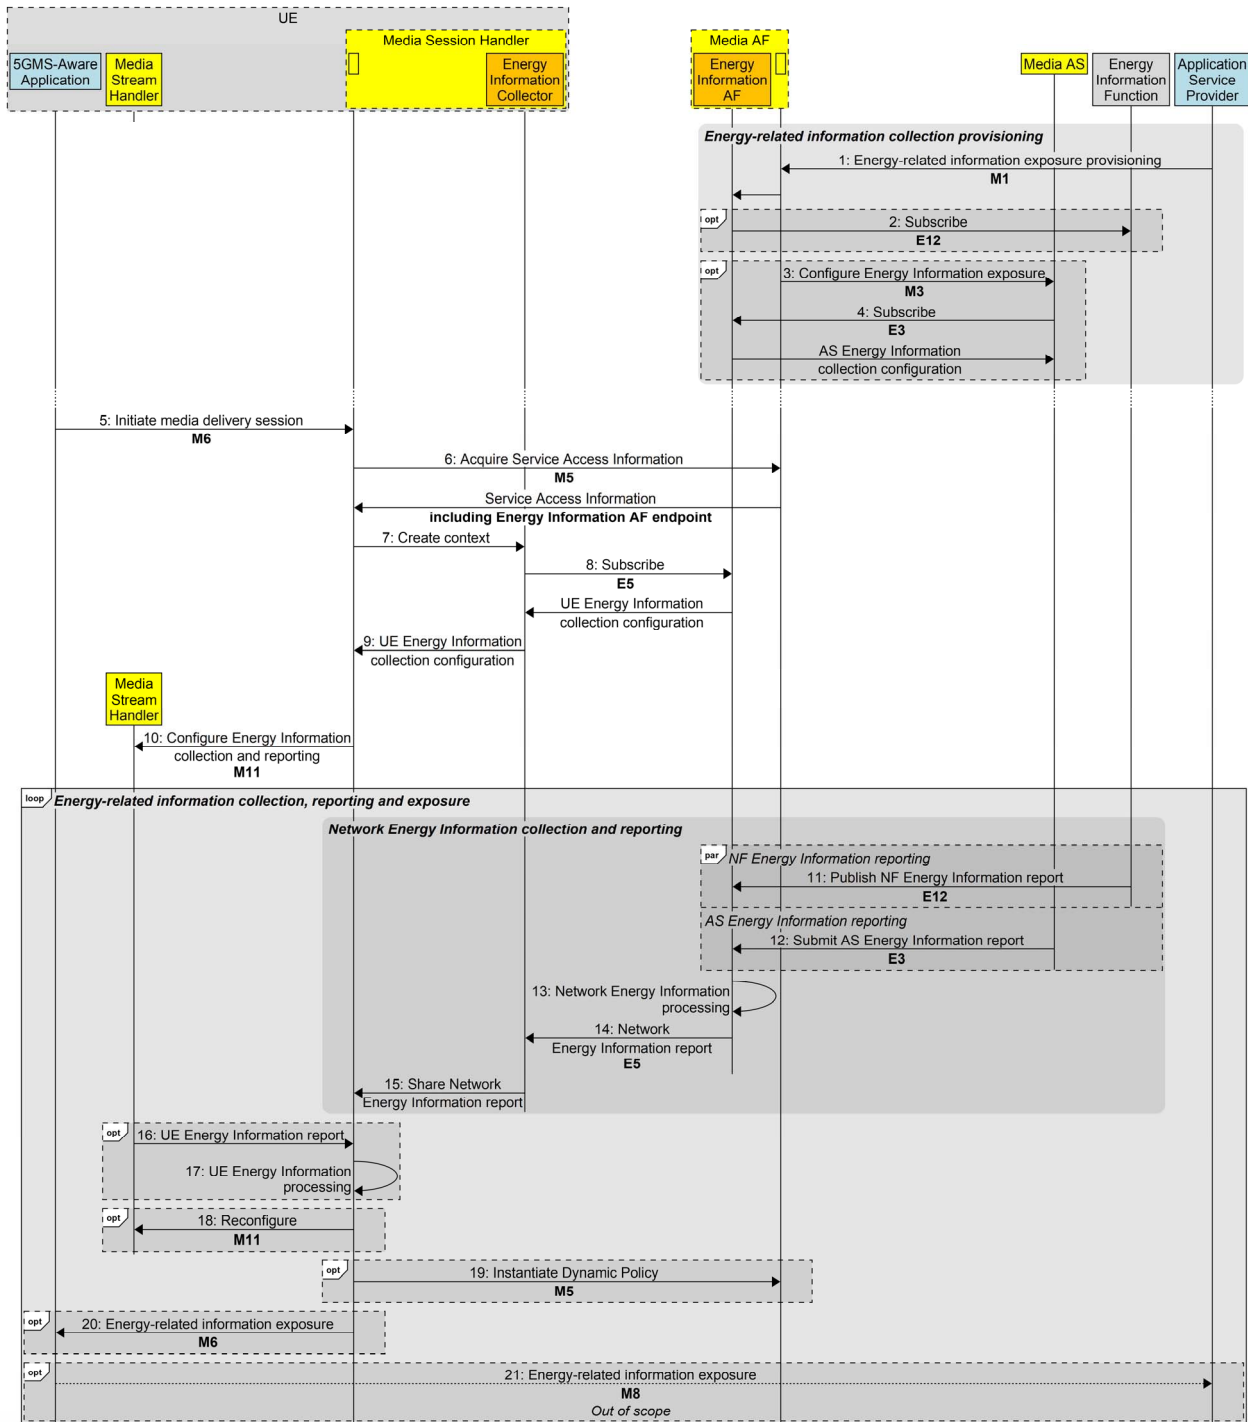 UE
Media Session Handler
Media AF
5GMS-Aware
Application
Media
Stream
Handler
Energy
Information
Collector
Energy
Information
AF
Media AS
Energy
Information
Function
Application
Service
Provider
Energy-related information collection provisioning
1: Energy-related information exposure provisioning
M1
opt
2: Subscribe
E12
opt
3: Configure Energy Information exposure
M3
4: Subscribe
E3
AS Energy Information
collection configuration
5: Initiate media delivery session
M6
6: Acquire Service Access Information
M5
Service Access Information
including Energy Information AF endpoint
7: Create context
8: Subscribe
E5
UE Energy Information
collection configuration
9: UE Energy Information
collection configuration
Media
Stream
Handler
10: Configure Energy Information
collection and reporting
M11
loop
Energy-related information collection, reporting and exposure
Network Energy Information collection and reporting
par
NF Energy Information reporting
11: Publish NF Energy Information report
E12
AS Energy Information reporting
12: Submit AS Energy Information report
E3
13: Network Energy Information
processing
14: Network
Energy Information report
E5
15: Share Network
Energy Information report
opt
16: UE Energy Information report
17: UE Energy Information
processing
opt
18: Reconfigure
M11
opt
19: Instantiate Dynamic Policy
M5
opt
20: Energy-related information exposure
M6
opt
21: Energy-related information exposure
M8
Out of scope